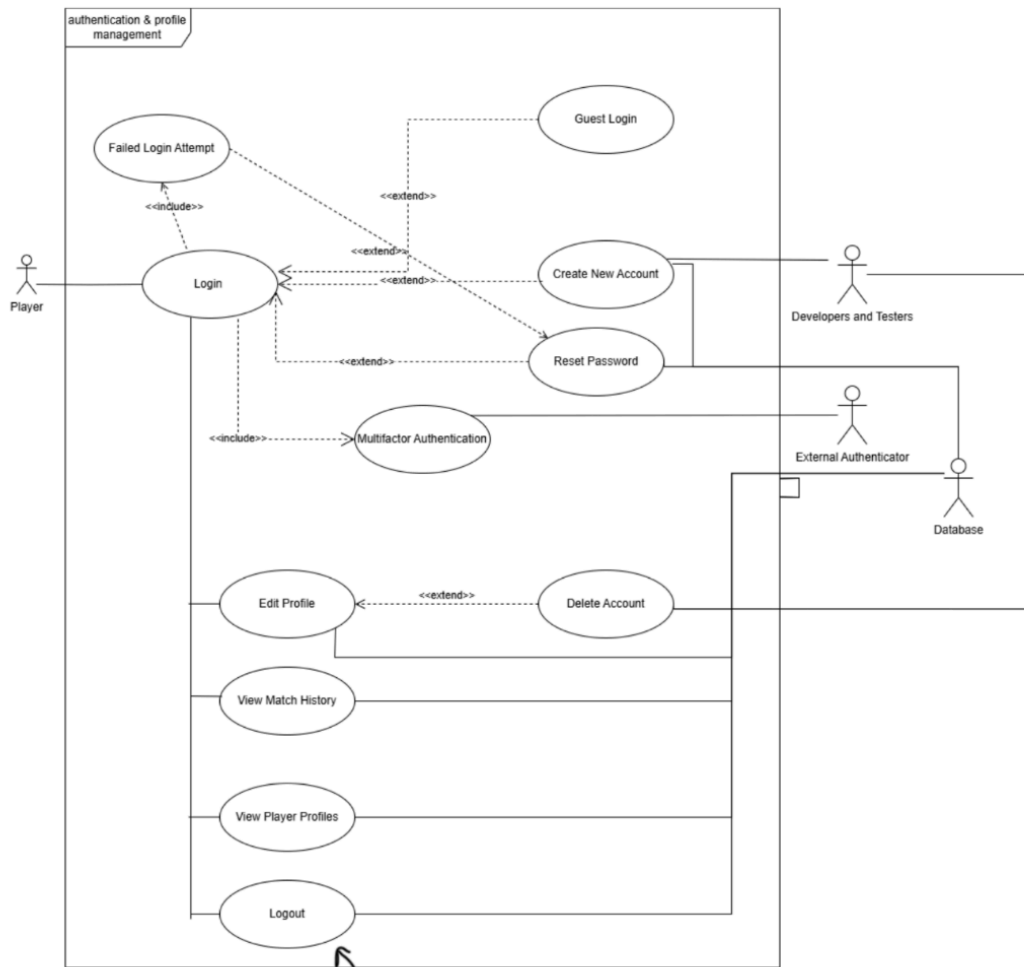 authentication & profile
management
Guest Login
Failed Login Attempt
<<extend>>
<<include>>
<<extend>>
Create New Account
Login
<<extend>>
Player
Developers and Testers
<<extend>>
Reset Password
<<include>>
Multifactor Authentication
External Authenticator
Database
Edit Profile
<<extend>>
Delete Account
View Match History
View Player Profiles
Logout